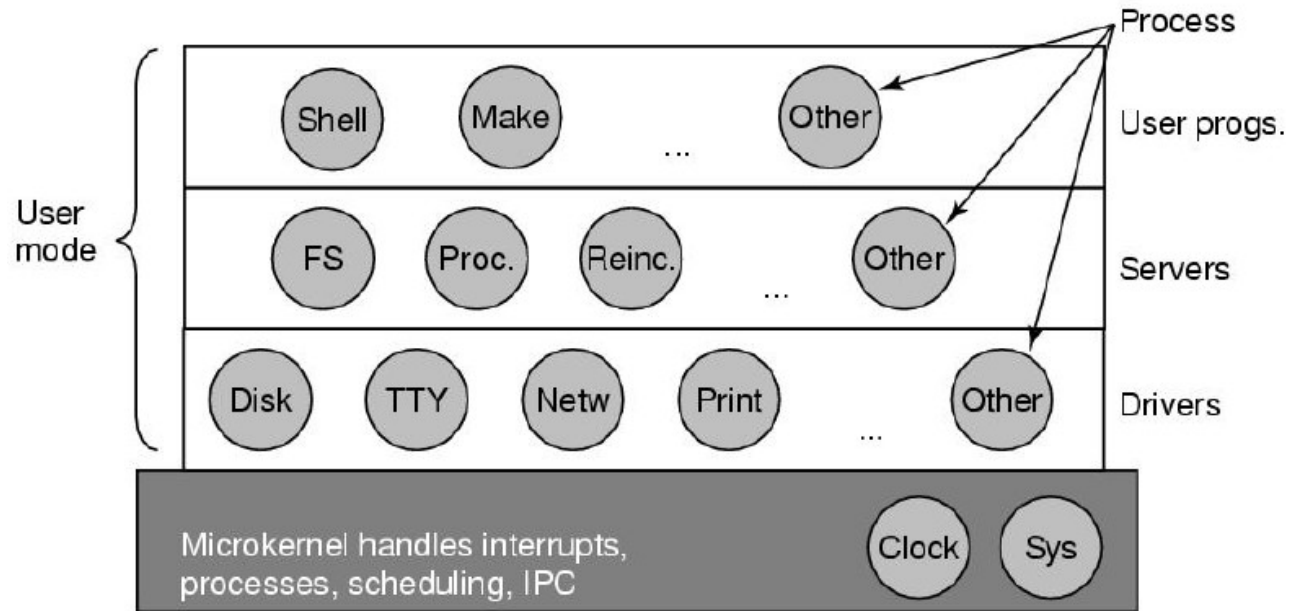 Process
Shell
Make
...
Other
User progs.
User
mode
FS
Proc.
Reinc.
...
Other
Servers
Disk
TTY
Netw
Print
...
Other
Drivers
Microkernel handles interrupts,
processes, scheduling, IPC
Clock
Sys